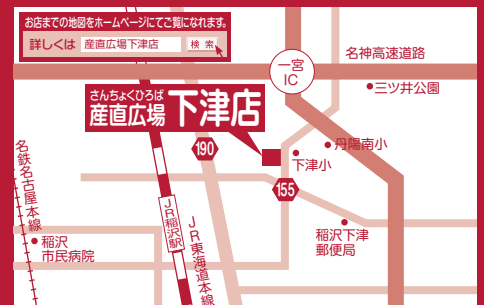 お店までの地図をホームページにてご覧になれます。
詳しくは 産直広場下津店 検索
名神高速道路
一宮
IC
三ツ井公園
さんちょくひろば
産直広場 下津店
190
丹陽南小
下津小
155
名鉄名古屋本線
JR稲沢駅
JR東海道本線
稲沢
市民病院
稲沢下津
郵便局